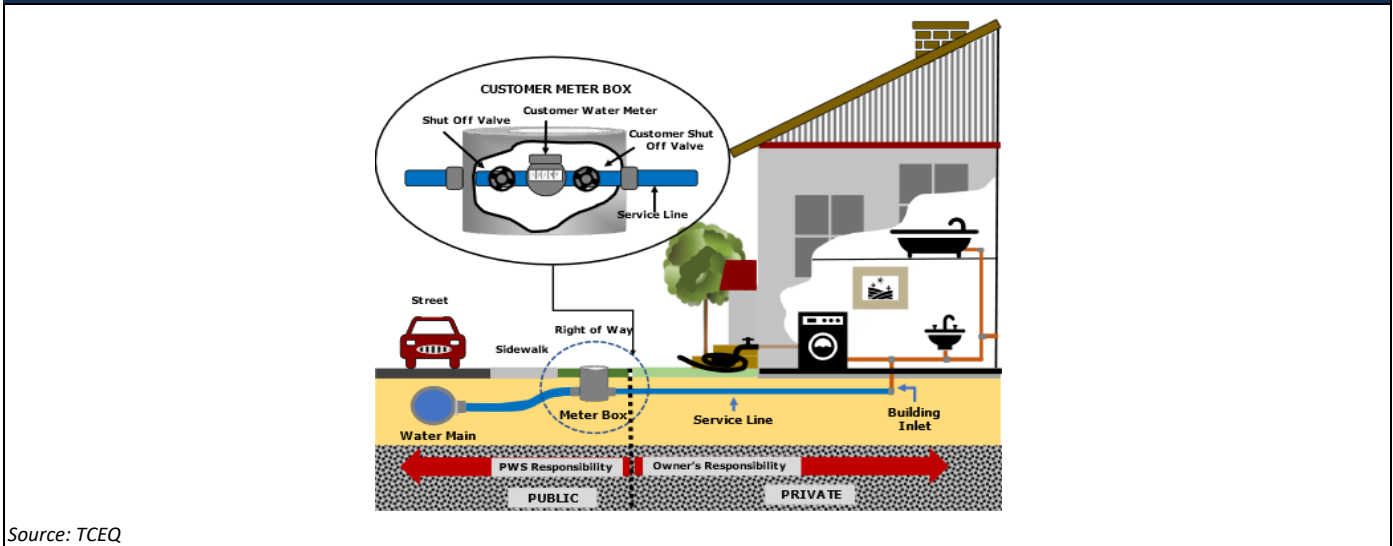 CUSTOMER METER BOX
Customer Water Meter
Shut Off Valve
Customer Shut
Off Valve
Service Line
Street
Right of Way
Sidewalk
Meter Box
Service Line
Building
Inlet
Water Main
PWS Responsibility
Owner's Responsibility
PUBLIC
PRIVATE
Source: TCEQ